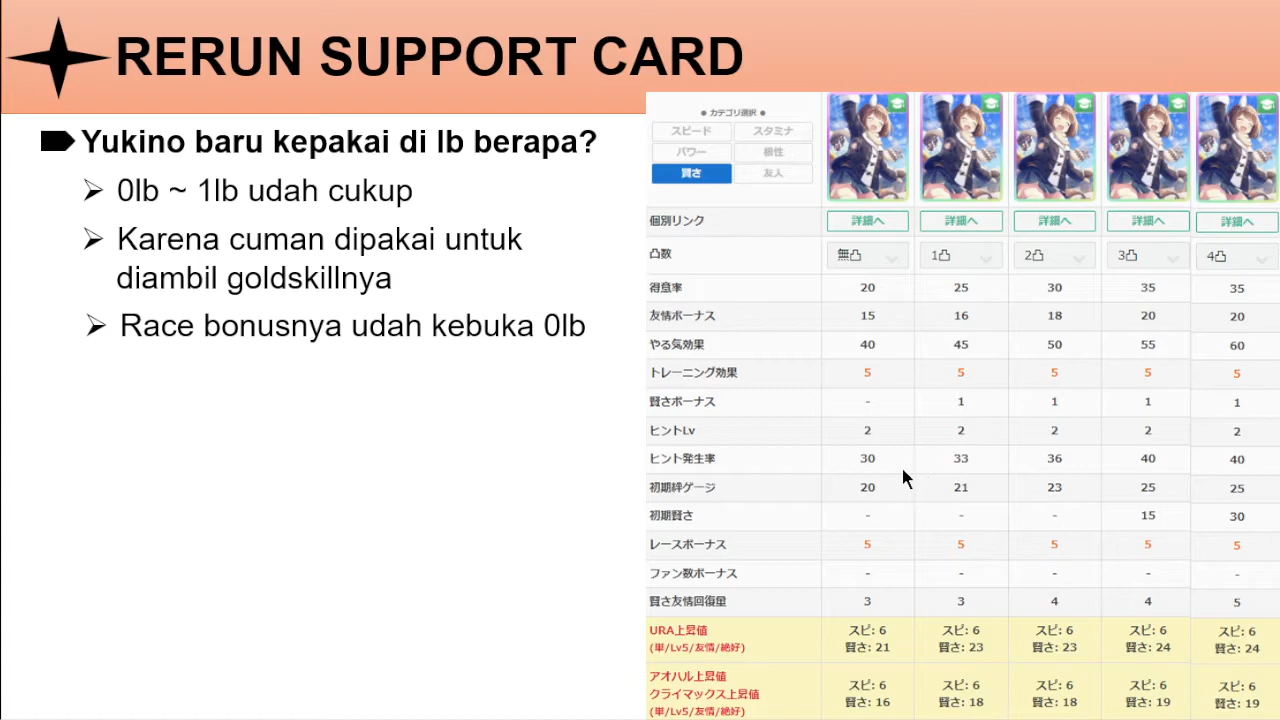 RERUN SUPPORT CARD
Yukino baru kepakai di lb berapa?
0lb ~ 1lb udah cukup
Karena cuman dipakai untuk
diambil goldskillnya
Race bonusnya udah kebuka 0lb
● カテゴリ選択 ●
スピード スタミナ
パワー 根性
賢さ 友人
個別リンク 詳細へ 詳細へ 詳細へ 詳細へ 詳細へ
凸数 無凸 1凸 2凸 3凸 4凸
得意率 20 25 30 35 35
友情ボーナス 15 16 18 20 20
やる気効果 40 45 50 55 60
トレーニング効果 5 5 5 5 5
賢さボーナス - 1 1 1 1
ヒントLv 2 2 2 2 2
ヒント発生率 30 33 36 40 40
初期絆ゲージ 20 21 23 25 25
初期賢さ - - - 15 30
レースボーナス 5 5 5 5 5
ファン数ボーナス - - - - -
賢さ友情回復量 3 3 4 4 5
URA上昇値 スピ: 6 スピ: 6 スピ: 6 スピ: 6 スピ: 6
(単/Lv5/友情/絶好) 賢さ: 21 賢さ: 23 賢さ: 23 賢さ: 24 賢さ: 24
アオハル上昇値
クライマックス上昇値
(単/Lv5/友情/絶好)
スピ: 6 スピ: 6 スピ: 6 スピ: 6 スピ: 6
賢さ: 16 賢さ: 18 賢さ: 18 賢さ: 19 賢さ: 19